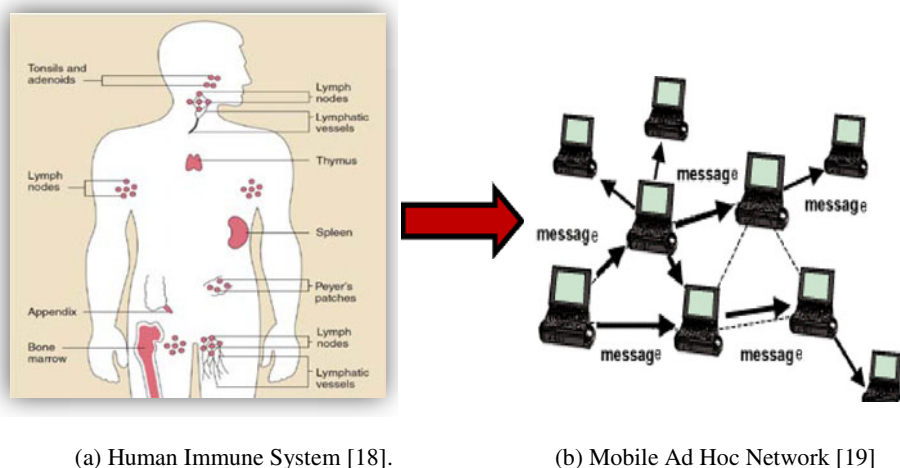 Tonsils and
adenoids
Lymph
nodes
Lymphatic
vessels
Thymus
Lymph
nodes
Spleen
Peyer's
patches
Appendix
Bone
marrow
Lymph
nodes
Lymphatic
vessels
message
message
message
message
message
(a) Human Immune System [18].
(b) Mobile Ad Hoc Network [19]